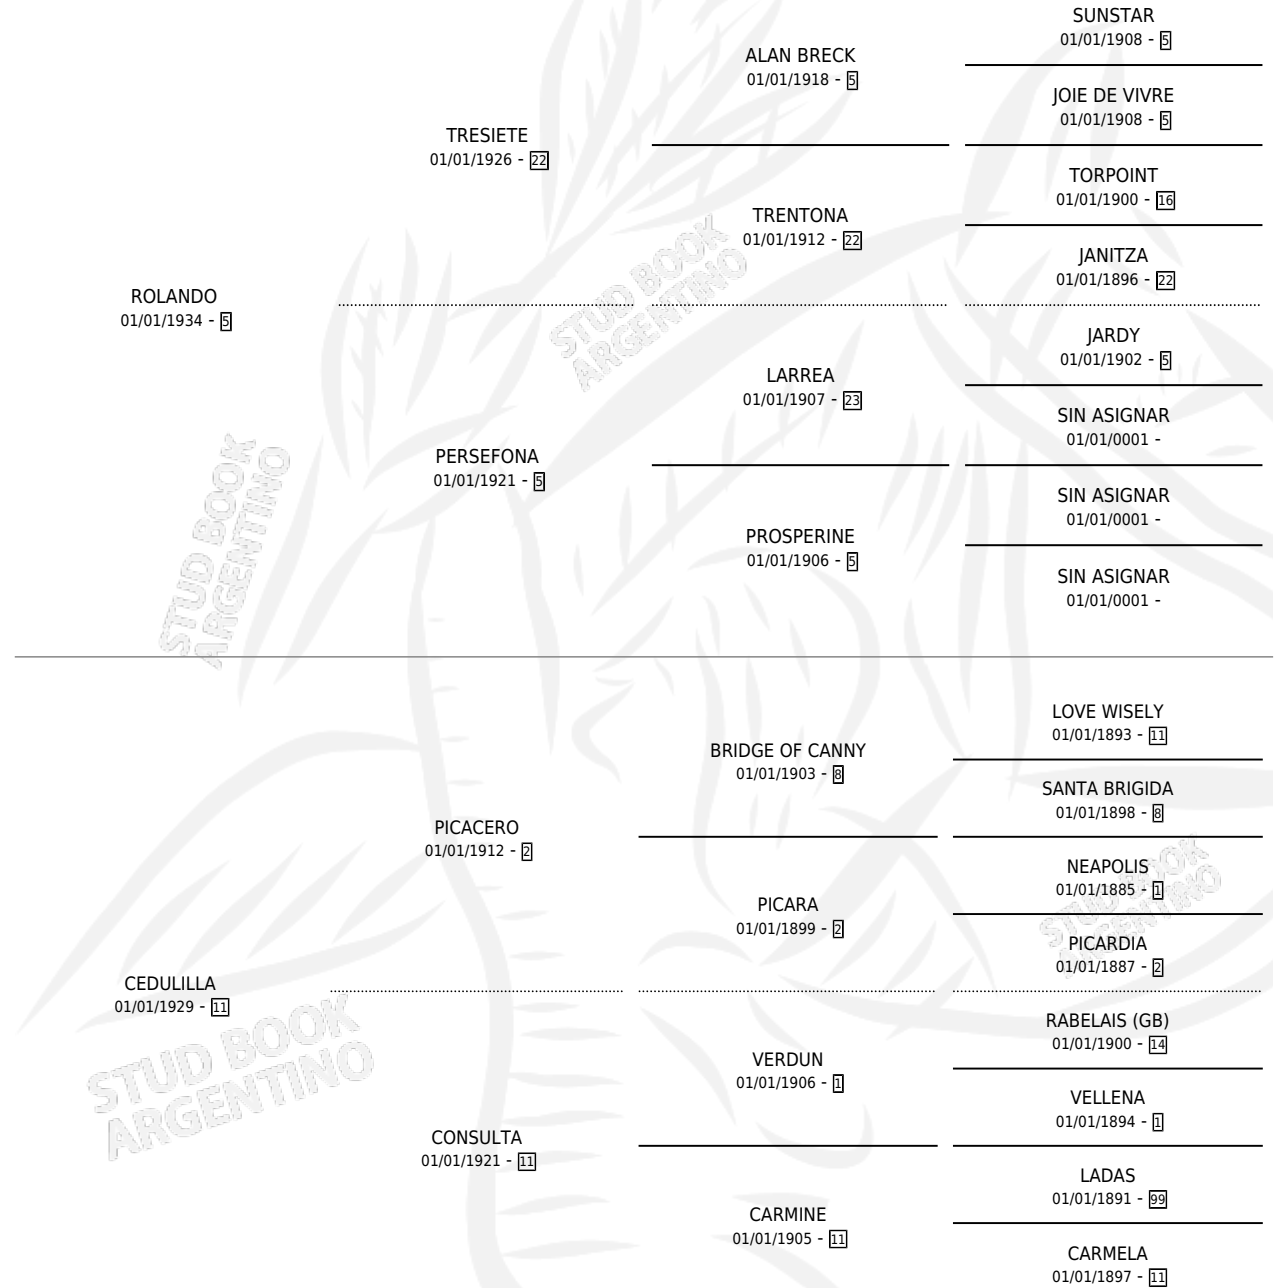 SUNSTAR
01/01/1908 - 5
ALAN BRECK
01/01/1918 - 5
JOIE DE VIVRE
01/01/1908 - 5
TRESIETE
01/01/1926 - 22
TORPOINT
01/01/1900 - 16
TRENTONA
01/01/1912 - 22
JANITZA
01/01/1896 - 22
ROLANDO
01/01/1934 - 5
JARDY
01/01/1902 - 5
LARREA
01/01/1907 - 23
SIN ASIGNAR
01/01/0001 -
PERSEFONA
01/01/1921 - 5
SIN ASIGNAR
01/01/0001 -
PROSPERINE
01/01/1906 - 5
SIN ASIGNAR
01/01/0001 -
LOVE WISELY
01/01/1893 - 11
BRIDGE OF CANNY
01/01/1903 - 8
SANTA BRIGIDA
01/01/1898 - 8
PICACERO
01/01/1912 - 2
NEAPOLIS
01/01/1885 - 1
PICARA
01/01/1899 - 2
PICARDIA
01/01/1887 - 2
CEDULILLA
01/01/1929 - 11
RABELAIS (GB)
01/01/1900 - 14
VERDUN
01/01/1906 - 1
VELLENA
01/01/1894 - 1
CONSULTA
01/01/1921 - 11
LADAS
01/01/1891 - 99
CARMINE
01/01/1905 - 11
CARMELA
01/01/1897 - 11
STUD BOOK
ARGENTINO
STUD BOOK
ARGENTINO
STUD BOOK
ARGENTINO
STUD BOOK
ARGENTINO